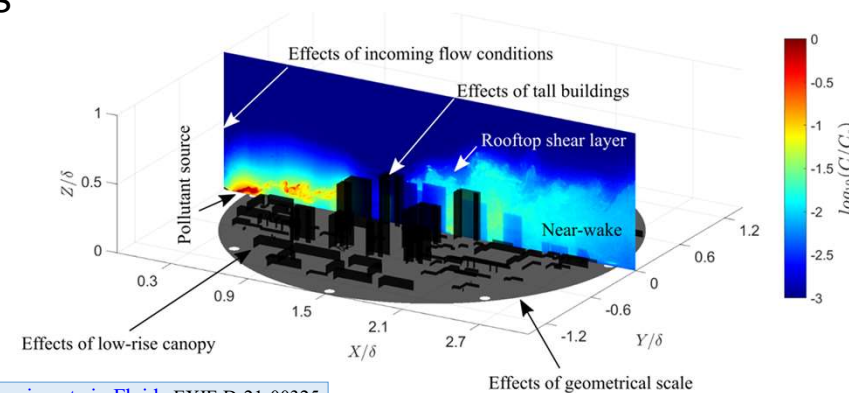 s
Effects of incoming flow conditions
Effects of tall buildings
Rooftop shear layer
Near-wake
Pollutant source
Effects of low-rise canopy
Effects of geometrical scale
Z/δ
1
0.5
0
0.3
0.9
1.5
2.1
2.7
X/δ
-1.2
-0.6
0
0.6
1.2
Y/δ
0
-0.5
-1
-1.5
-2
-2.5
-3
EXIF-D-21-00325